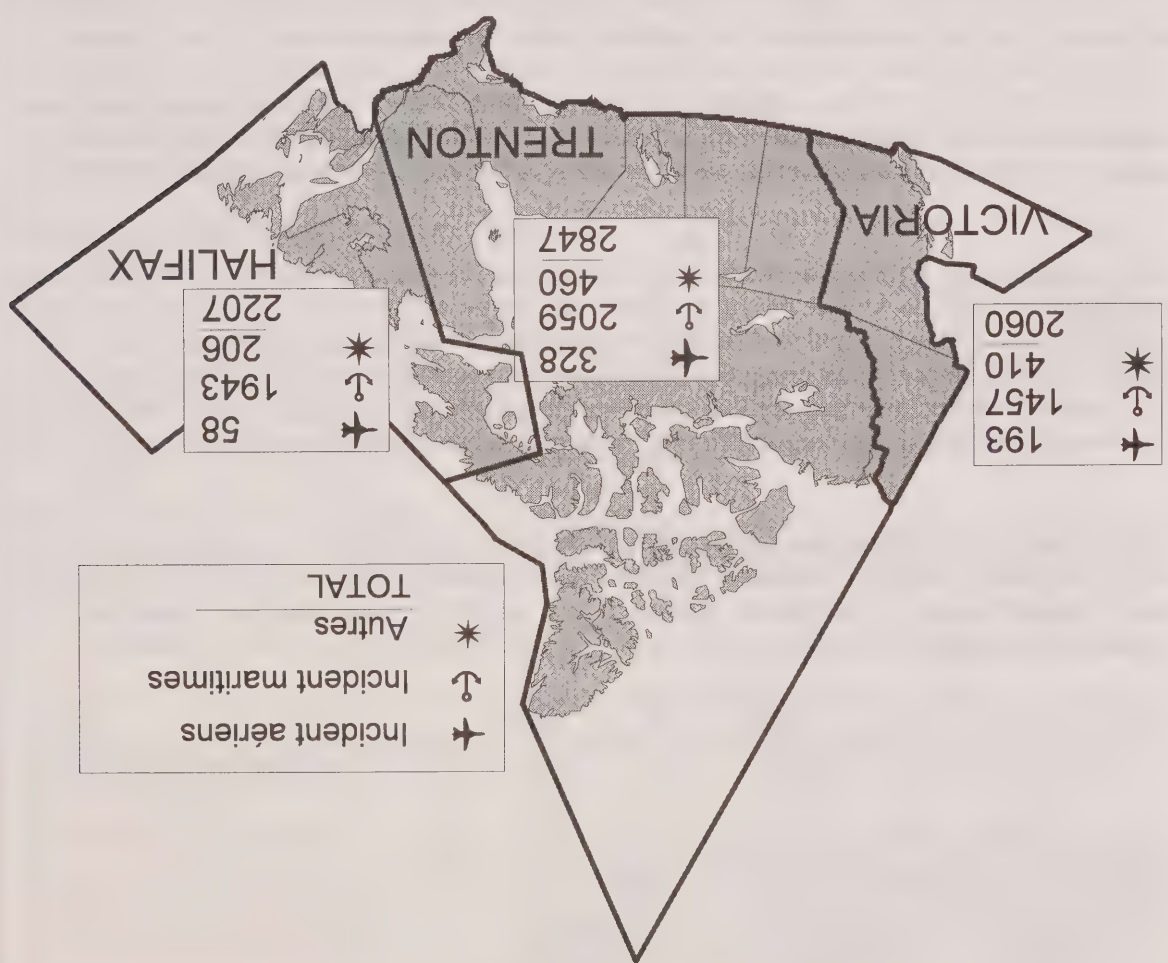 Incident aériens
Incident maritimes
Autres
TOTAL
193
1457
410
2060
VICTORIA
328
2059
460
2847
TRENTON
58
1943
206
2207
HALIFAX